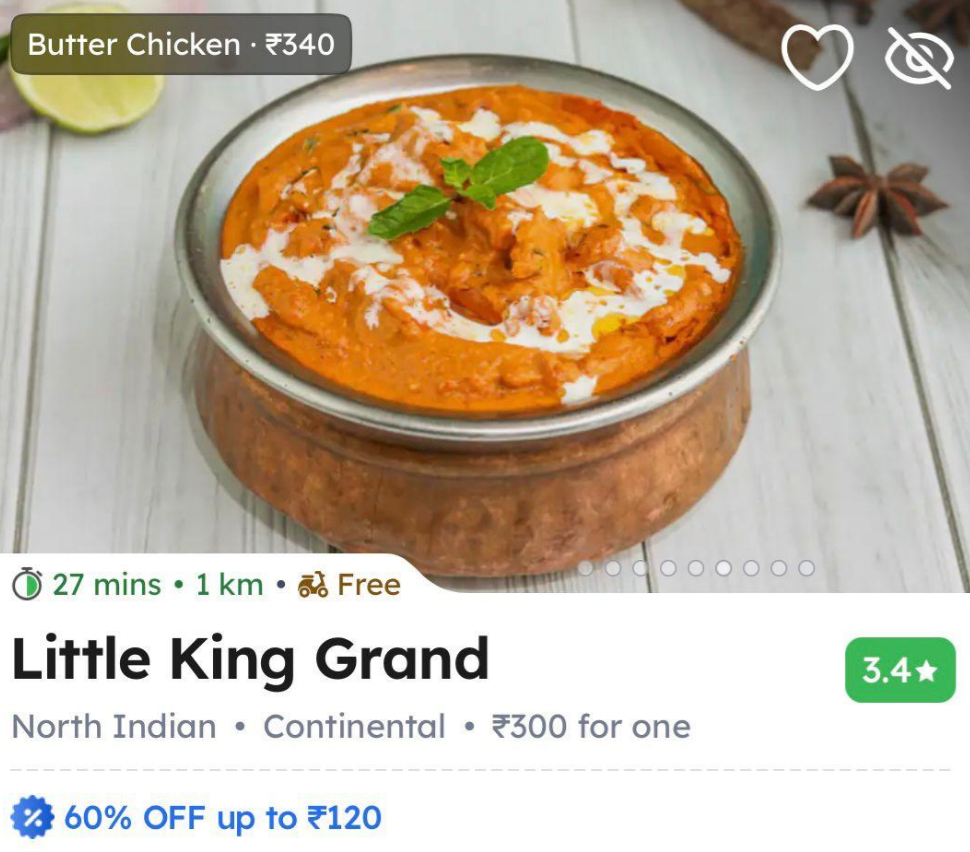 Butter Chicken · ₹340
27 mins • 1 km • Free
Little King Grand
3.4★
North Indian • Continental • ₹300 for one
60% OFF up to ₹120